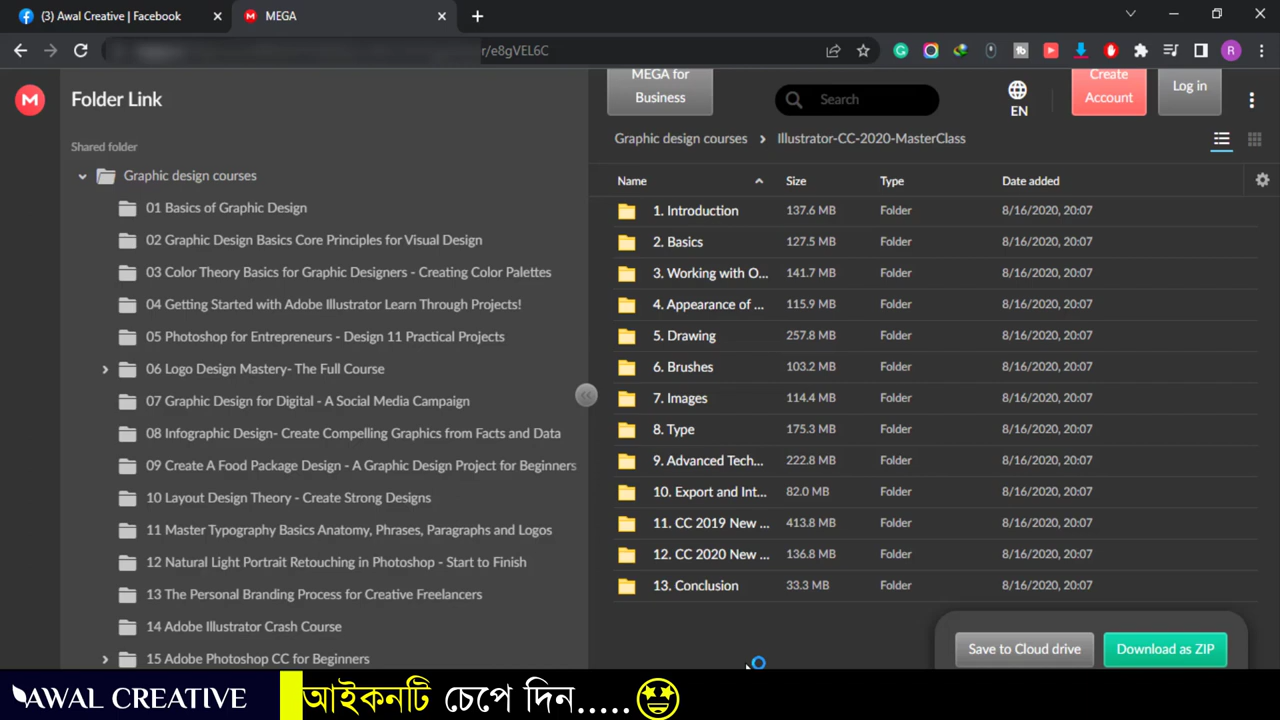 (3) Awal Creative | Facebook
MEGA
r/e8gVEL6C
R
Folder Link
MEGA for
Business
Search
EN
Create
Account
Log in
Shared folder
Graphic design courses
01 Basics of Graphic Design
02 Graphic Design Basics Core Principles for Visual Design
03 Color Theory Basics for Graphic Designers - Creating Color Palettes
04 Getting Started with Adobe Illustrator Learn Through Projects!
05 Photoshop for Entrepreneurs - Design 11 Practical Projects
06 Logo Design Mastery- The Full Course
07 Graphic Design for Digital - A Social Media Campaign
08 Infographic Design- Create Compelling Graphics from Facts and Data
09 Create A Food Package Design - A Graphic Design Project for Beginners
10 Layout Design Theory - Create Strong Designs
11 Master Typography Basics Anatomy, Phrases, Paragraphs and Logos
12 Natural Light Portrait Retouching in Photoshop - Start to Finish
13 The Personal Branding Process for Creative Freelancers
14 Adobe Illustrator Crash Course
15 Adobe Photoshop CC for Beginners
Graphic design courses > Illustrator-CC-2020-MasterClass
Name Size Type Date added
1. Introduction 137.6 MB Folder 8/16/2020, 20:07
2. Basics 127.5 MB Folder 8/16/2020, 20:07
3. Working with O... 141.7 MB Folder 8/16/2020, 20:07
4. Appearance of ... 115.9 MB Folder 8/16/2020, 20:07
5. Drawing 257.8 MB Folder 8/16/2020, 20:07
6. Brushes 103.2 MB Folder 8/16/2020, 20:07
7. Images 114.4 MB Folder 8/16/2020, 20:07
8. Type 175.3 MB Folder 8/16/2020, 20:07
9. Advanced Tech... 222.8 MB Folder 8/16/2020, 20:07
10. Export and Int... 82.0 MB Folder 8/16/2020, 20:07
11. CC 2019 New ... 413.8 MB Folder 8/16/2020, 20:07
12. CC 2020 New ... 136.8 MB Folder 8/16/2020, 20:07
13. Conclusion 33.3 MB Folder 8/16/2020, 20:07
Save to Cloud drive
Download as ZIP
AWAL CREATIVE
আইকনটি চেপে দিন.....🤩